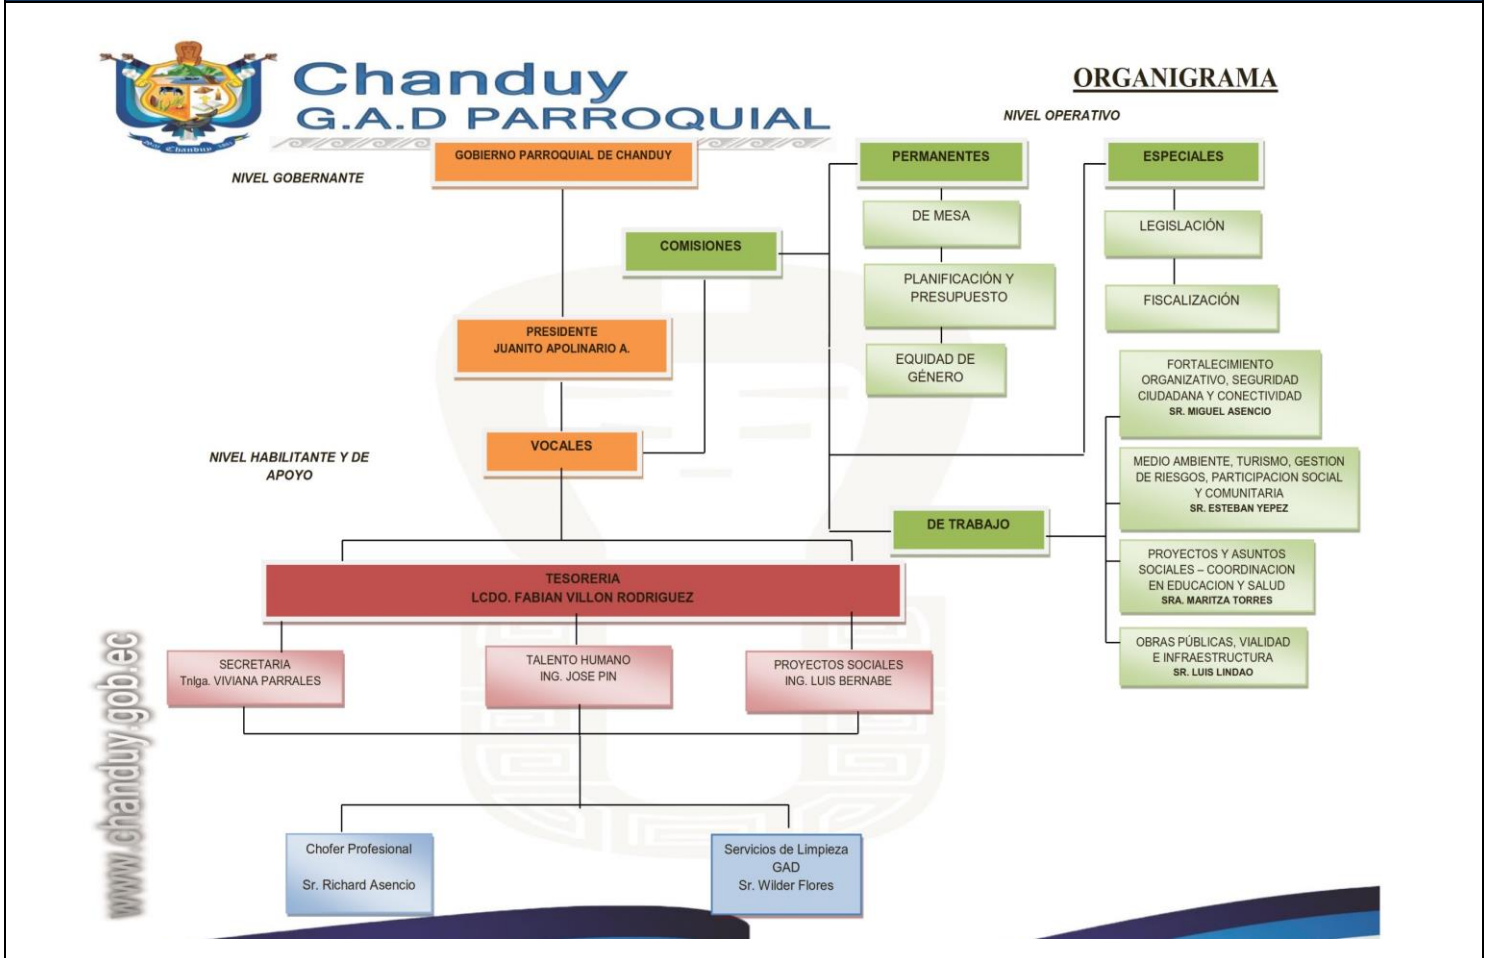 Chanduy
G.A.D PARROQUIAL
ORGANIGRAMA
NIVEL OPERATIVO
NIVEL GOBERNANTE
GOBIERNO PARROQUIAL DE CHANDUY
PERMANENTES
ESPECIALES
DE MESA
LEGISLACIÓN
COMISIONES
PLANIFICACIÓN Y
PRESUPUESTO
FISCALIZACIÓN
PRESIDENTE
JUANITO APOLINARIO A.
EQUIDAD DE
GÉNERO
FORTALECIMIENTO
ORGANIZATIVO, SEGURIDAD
CIUDADANA Y CONECTIVIDAD
SR. MIGUEL ASENCIO
VOCALES
NIVEL HABILITANTE Y DE
APOYO
MEDIO AMBIENTE, TURISMO, GESTION
DE RIESGOS, PARTICIPACION SOCIAL
Y COMUNITARIA
SR. ESTEBAN YEPEZ
DE TRABAJO
PROYECTOS Y ASUNTOS
SOCIALES – COORDINACION
EN EDUCACION Y SALUD
SRA. MARITZA TORRES
TESORERIA
LCDO. FABIAN VILLON RODRIGUEZ
OBRAS PÚBLICAS, VIALIDAD
E INFRAESTRUCTURA
SR. LUIS LINDAO
SECRETARIA
Tnlga. VIVIANA PARRALES
TALENTO HUMANO
ING. JOSE PIN
PROYECTOS SOCIALES
ING. LUIS BERNABE
Chofer Profesional
Sr. Richard Asencio
Servicios de Limpieza
GAD
Sr. Wilder Flores
www.chanduy.gob.ec
Chanduy